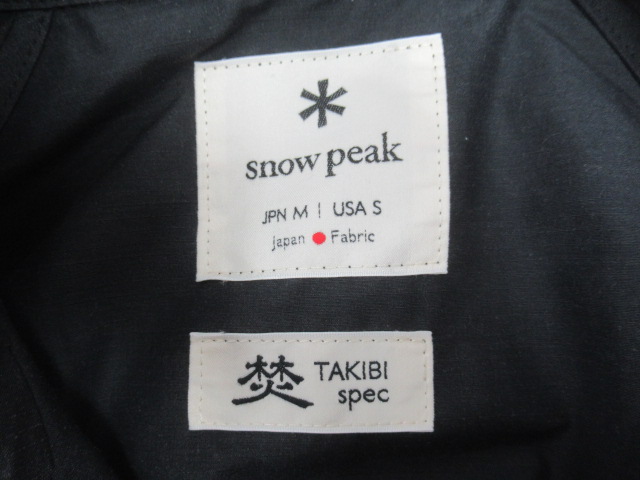 snow peak
JPN M | USA S
japan ● Fabric
焚 TAKIBI
spec